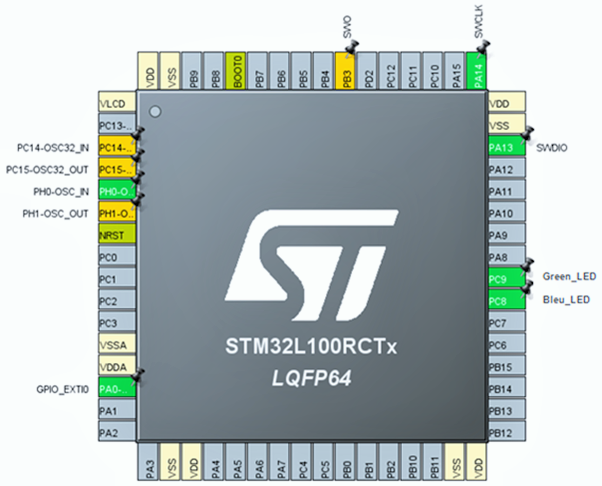 SWO
SWCLK
VDD
VSS
PB9
PB8
BOOT0
PB7
PB6
PB5
PB4
PB3
PD2
PC12
PC11
PC10
PA15
PA14
VLCD
PC13-..
PC14-OSC32_IN PC14-..
PC15-OSC32_OUT PC15-..
PH0-OSC_IN PH0-O..
PH1-OSC_OUT PH1-O..
NRST
PC0
PC1
PC2
PC3
VSSA
VDDA
GPIO_EXTI0 PA0-..
PA1
PA2
VDD
VSS
PA13 SWDIO
PA12
PA11
PA10
PA9
PA8
PC9 Green_LED
PC8 Bleu_LED
PC7
PC6
PB15
PB14
PB13
PB12
ST
STM32L100RCTx
LQFP64
PA3
VSS
VDD
PA4
PA5
PA6
PA7
PC4
PC5
PB0
PB1
PB2
PB10
PB11
VSS
VDD